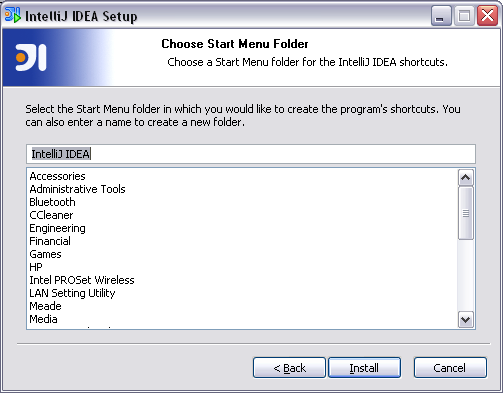 IntelliJ IDEA Setup
Choose Start Menu Folder
Choose a Start Menu folder for the IntelliJ IDEA shortcuts.
Select the Start Menu folder in which you would like to create the program's shortcuts. You
can also enter a name to create a new folder.
IntelliJ IDEA
Accessories
Administrative Tools
Bluetooth
CCleaner
Engineering
Financial
Games
HP
Intel PROSet Wireless
LAN Setting Utility
Meade
Media
< Back
Install
Cancel